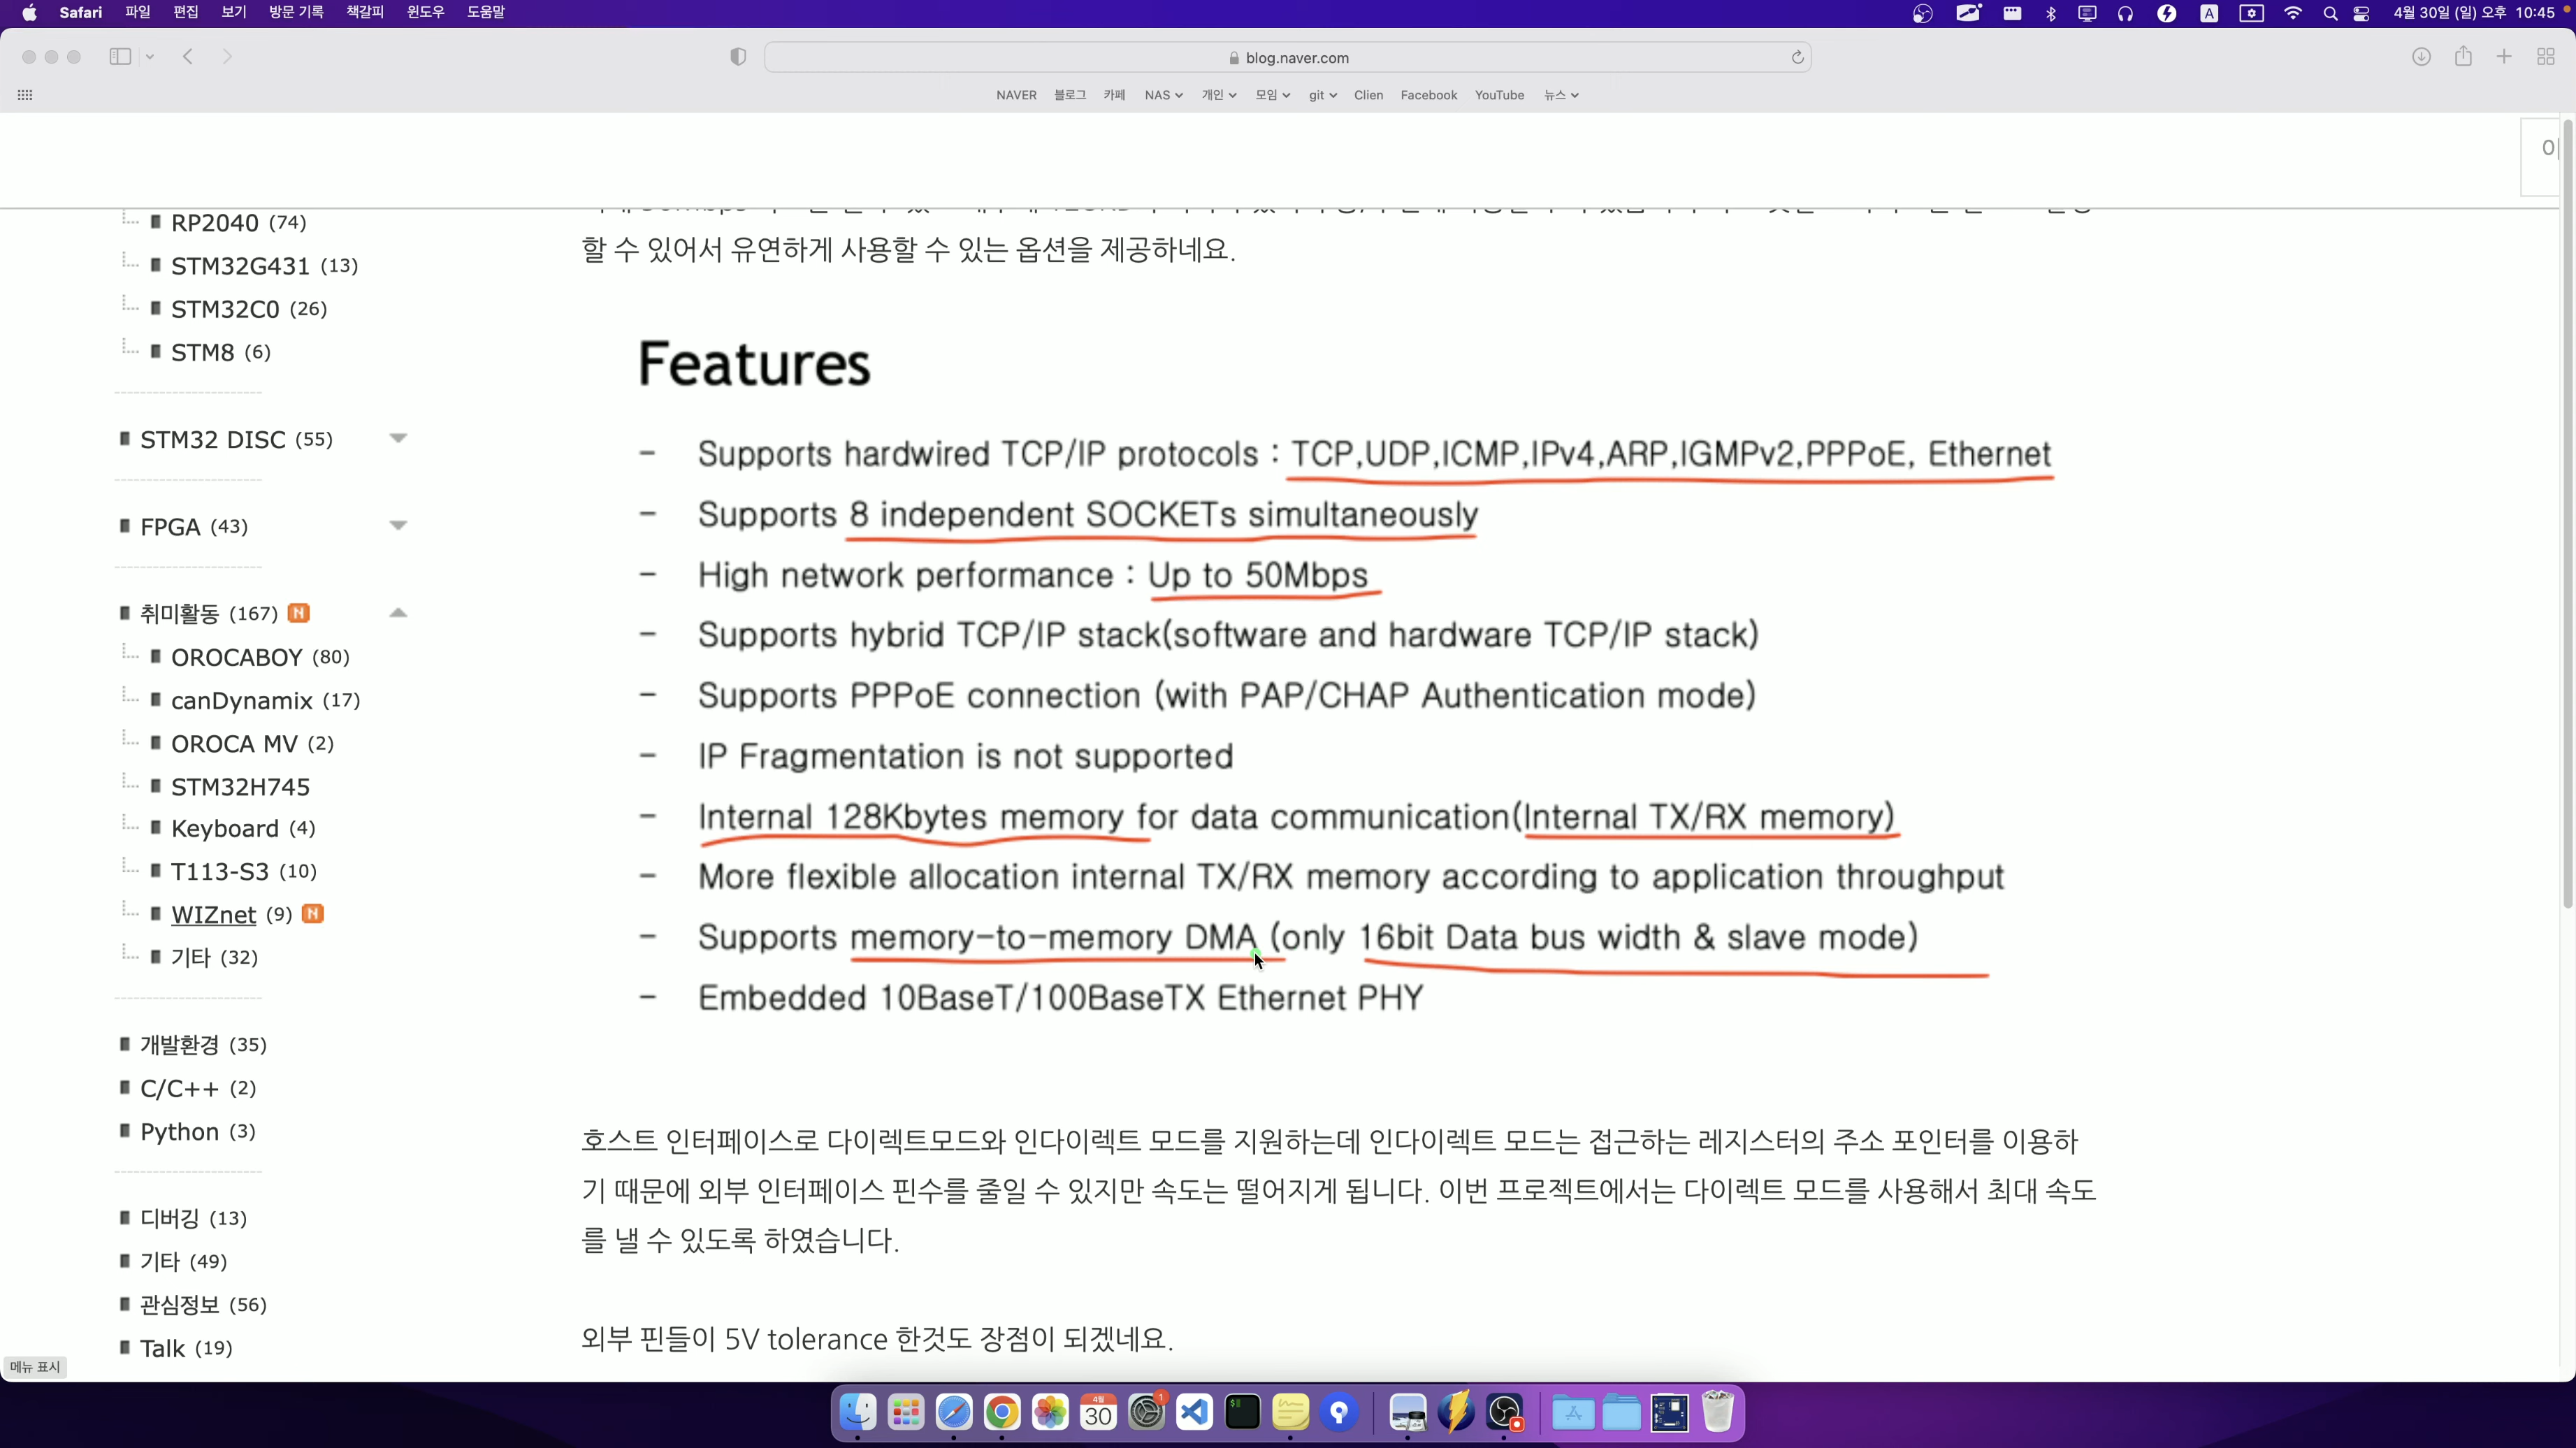 Safari 파일 편집 보기 방문 기록 책갈피 윈도우 도움말
A
4월 30일 (일) 오후 10:45
blog.naver.com
NAVER 블로그 카페 NAS 개인 모임 git Clien Facebook YouTube 뉴스
RP2040 (74)
STM32G431 (13)
STM32C0 (26)
STM8 (6)
STM32 DISC (55)
FPGA (43)
취미활동 (167) N
OROCABOY (80)
canDynamix (17)
OROCA MV (2)
STM32H745
Keyboard (4)
T113-S3 (10)
WIZnet (9) N
기타 (32)
개발환경 (35)
C/C++ (2)
Python (3)
디버깅 (13)
기타 (49)
관심정보 (56)
Talk (19)
메뉴 표시
할 수 있어서 유연하게 사용할 수 있는 옵션을 제공하네요.
Features
- Supports hardwired TCP/IP protocols : TCP,UDP,ICMP,IPv4,ARP,IGMPv2,PPPoE, Ethernet
- Supports 8 independent SOCKETs simultaneously
- High network performance : Up to 50Mbps
- Supports hybrid TCP/IP stack(software and hardware TCP/IP stack)
- Supports PPPoE connection (with PAP/CHAP Authentication mode)
- IP Fragmentation is not supported
- Internal 128Kbytes memory for data communication(Internal TX/RX memory)
- More flexible allocation internal TX/RX memory according to application throughput
- Supports memory-to-memory DMA (only 16bit Data bus width & slave mode)
- Embedded 10BaseT/100BaseTX Ethernet PHY
호스트 인터페이스로 다이렉트모드와 인다이렉트 모드를 지원하는데 인다이렉트 모드는 접근하는 레지스터의 주소 포인터를 이용하
기 때문에 외부 인터페이스 핀수를 줄일 수 있지만 속도는 떨어지게 됩니다. 이번 프로젝트에서는 다이렉트 모드를 사용해서 최대 속도
를 낼 수 있도록 하였습니다.
외부 핀들이 5V tolerance 한것도 장점이 되겠네요.
4월
30
1